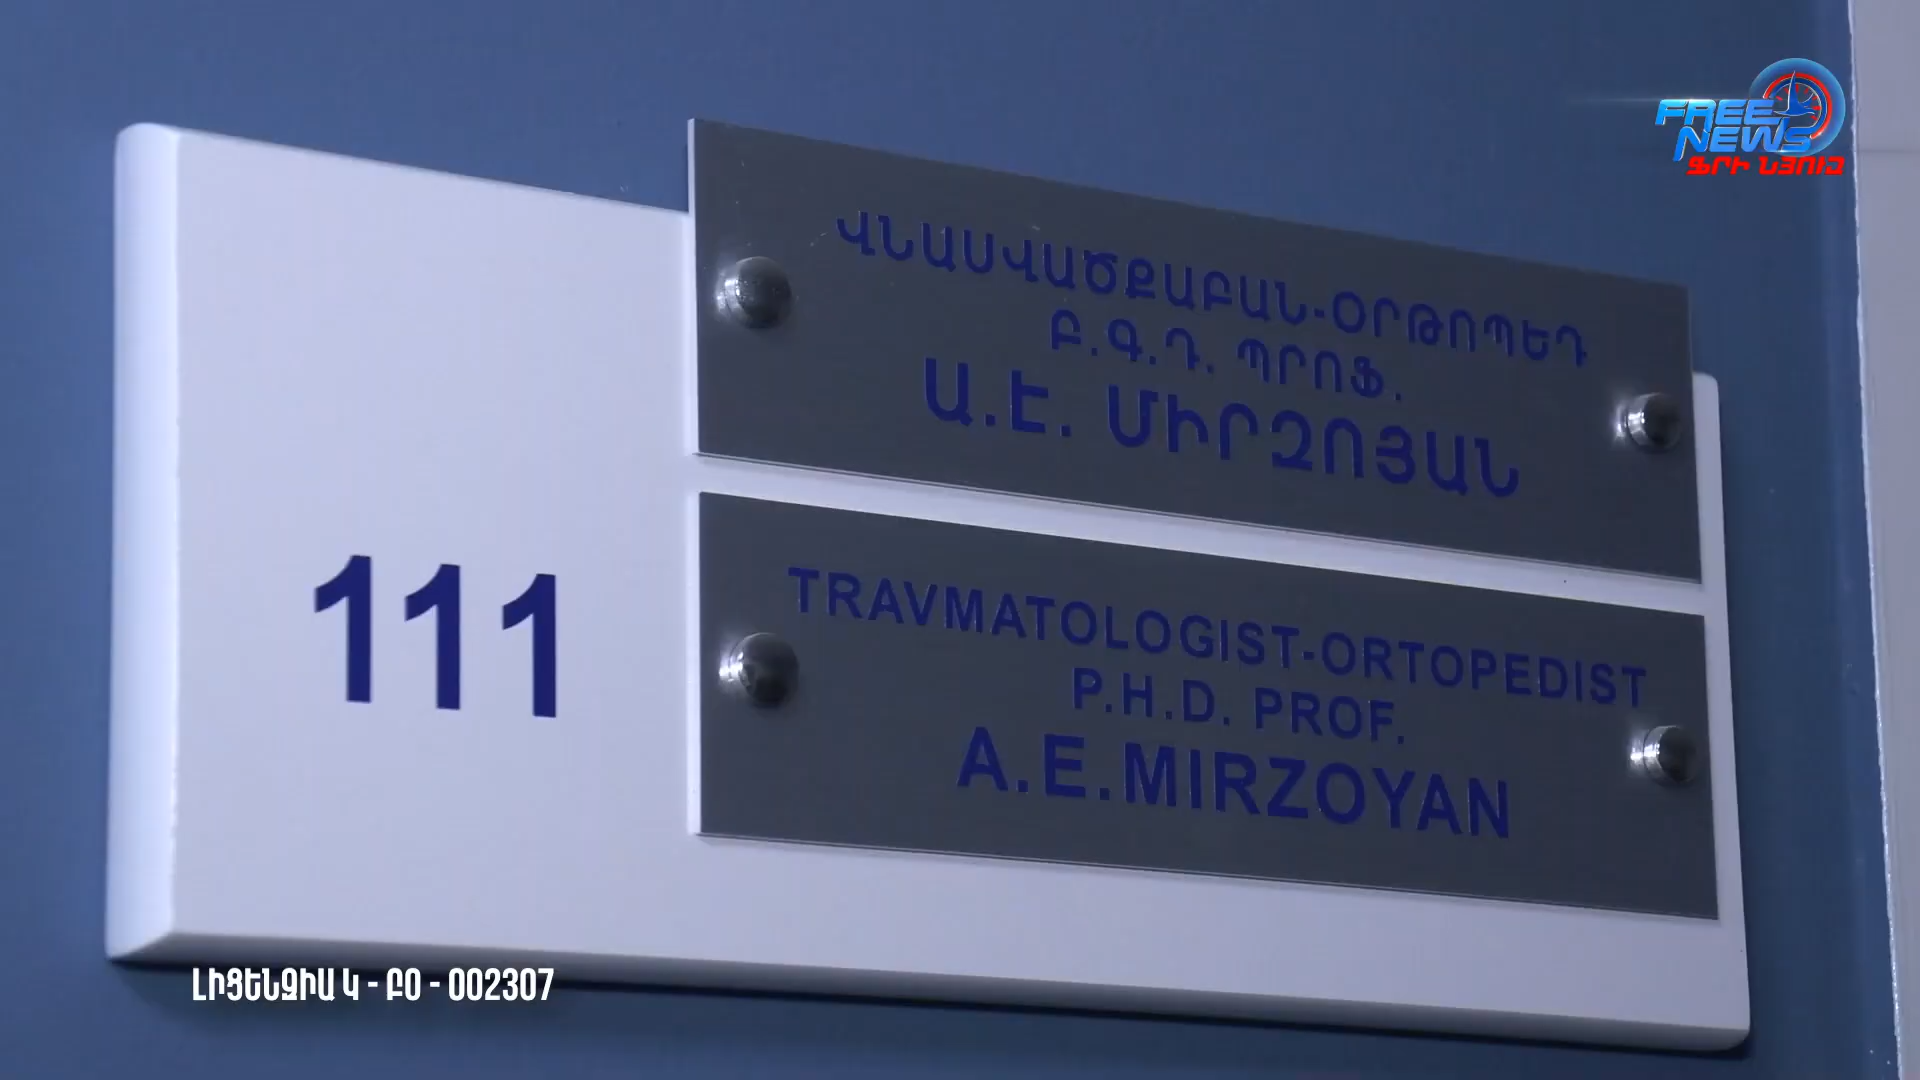 FREE
NEWS
ՖՐԻ ՆՅՈՒԶ
ՎՆԱՍՎԱԾՔԱԲԱՆ-ՕՐԹՈՊԵԴ
Բ.Գ.Դ. ՊՐՈՖ.
Ա.Է. ՄԻՐԶՈՅԱՆ
111
TRAVMATOLOGIST-ORTOPEDIST
P.H.D. PROF.
A.E.MIRZOYAN
ԼԻՑԵՆԶԻԱ Կ - ԲՕ - 002307